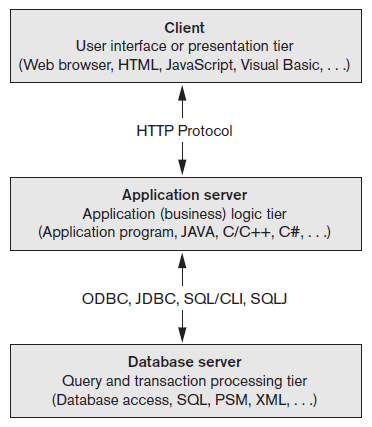 Client
User interface or presentation tier
(Web browser, HTML, JavaScript, Visual Basic, . . .)
HTTP Protocol
Application server
Application (business) logic tier
(Application program, JAVA, C/C++, C#, . . .)
ODBC, JDBC, SQL/CLI, SQLJ
Database server
Query and transaction processing tier
(Database access, SQL, PSM, XML, . . .)